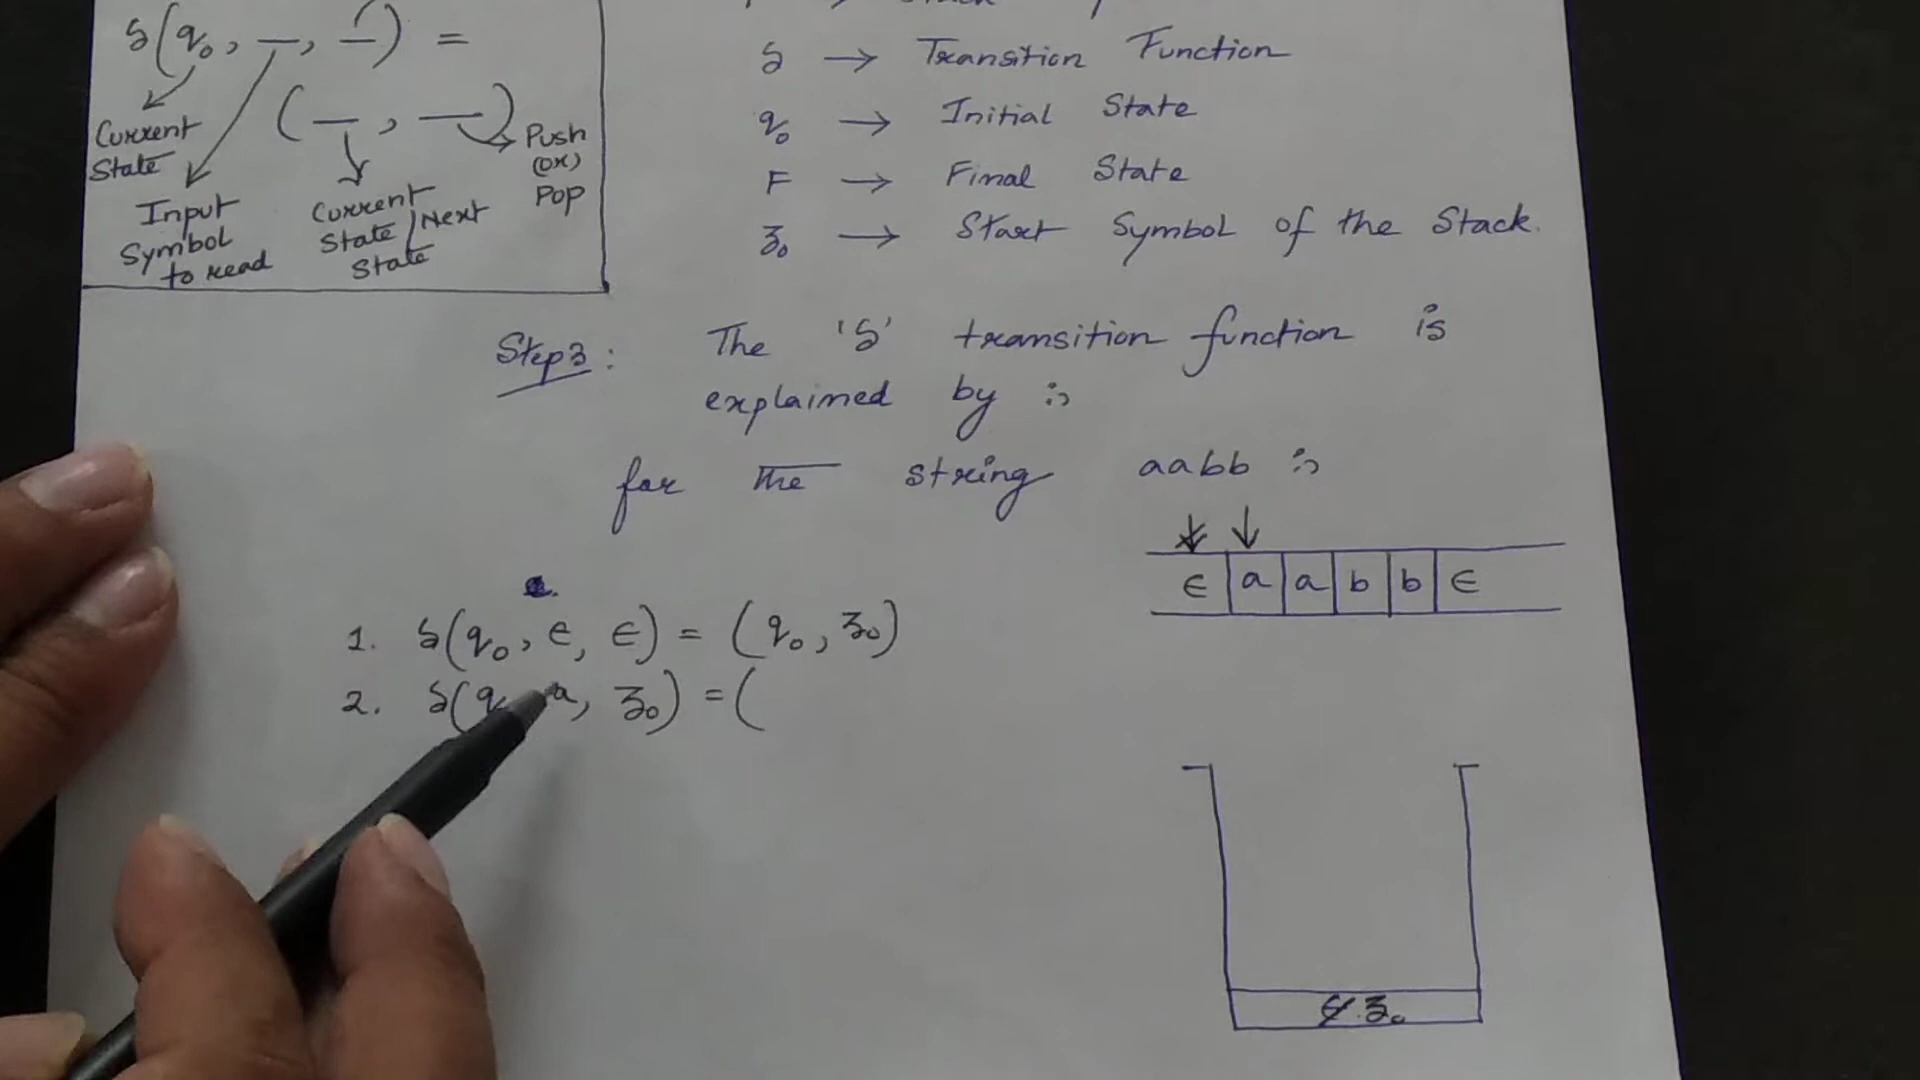 δ(q₀, —, —) =
(—, —)
Current
State
Input
Symbol
to read
Current
State/Next
State
Push
(or)
Pop
δ → Transition Function
q₀ → Initial State
F → Final State
z₀ → Start Symbol of the Stack.
Step 3: The 'δ' transition function is
explained by :-
for the string aabb :-
ϵ a a b b ϵ
1. δ(q₀, ϵ, ϵ) = (q₀, z₀)
2. δ(q a, z₀) = (
z₀